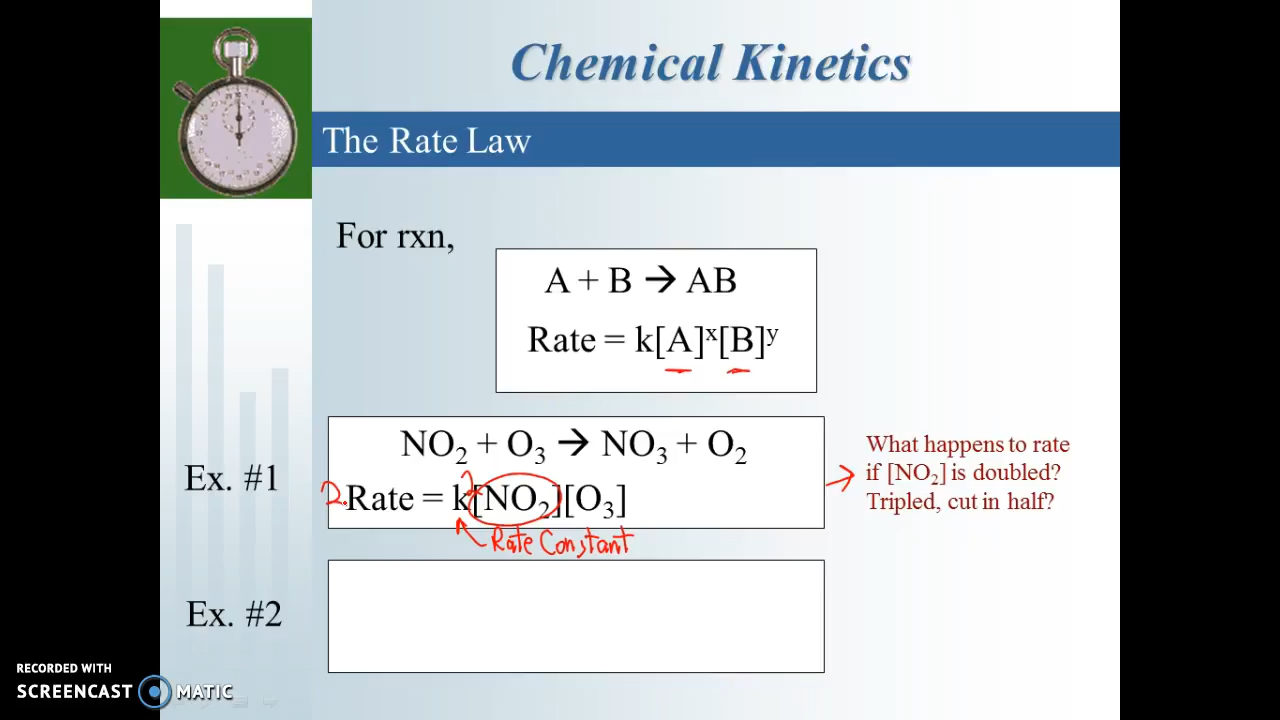 Chemical Kinetics
The Rate Law
For rxn,
A + B → AB
Rate = k[A]ˣ[B]ʸ
Ex. #1
NO₂ + O₃ → NO₃ + O₂
2
2.Rate = k[NO₂][O₃]
Rate Constant
What happens to rate
if [NO₂] is doubled?
Tripled, cut in half?
Ex. #2
RECORDED WITH
SCREENCAST MATIC